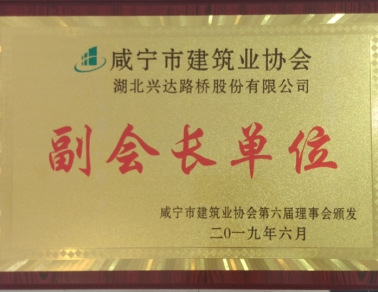 咸宁市建筑业协会
湖北兴达路桥股份有限公司
副会长单位
咸宁市建筑业协会第六届理事会颁发
二〇一九年六月